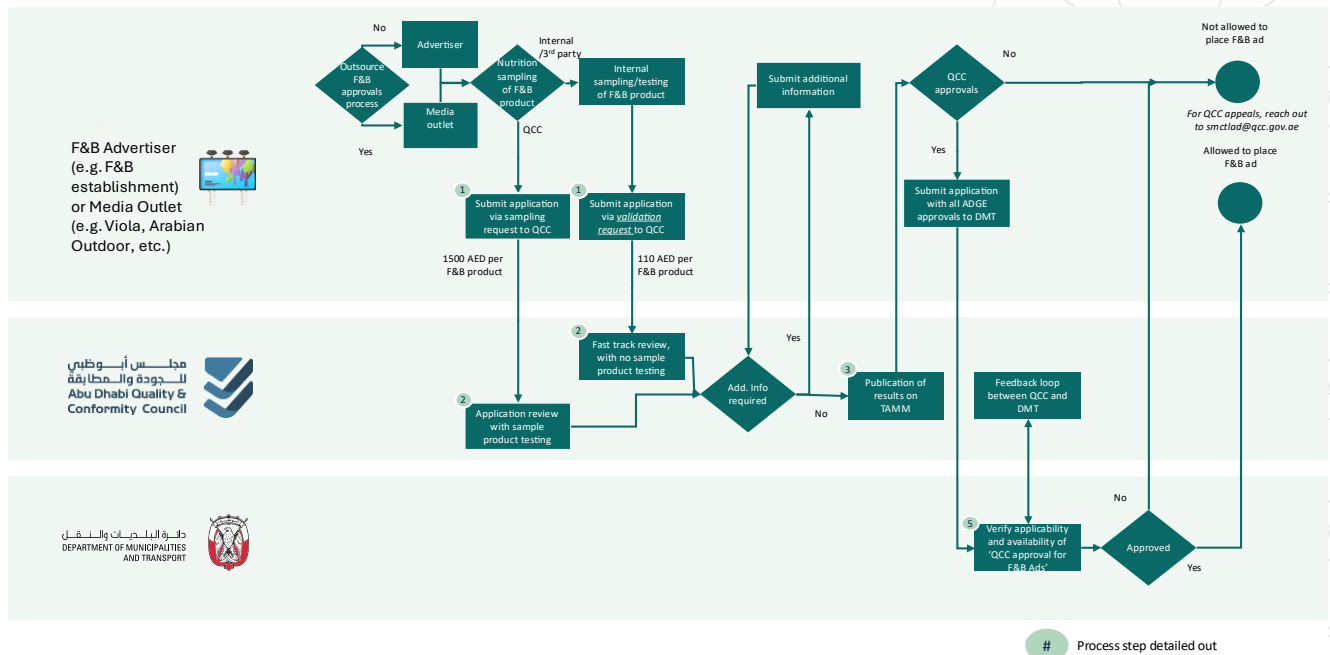 No
Outsource
F&B
approvals
process
Yes
Advertiser
Media
outlet
Nutrition
sampling
of F&B
product
Internal
/3rd party
QCC
Internal
sampling/testing
of F&B product
Submit additional
information
QCC
approvals
No
Yes
Not allowed to
place F&B ad
For QCC appeals, reach out
to smctlad@qcc.gov.ae
Allowed to place
F&B ad
F&B Advertiser
(e.g. F&B
establishment)
or Media Outlet
(e.g. Viola, Arabian
Outdoor, etc.)
1
Submit application
via sampling
request to QCC
1
Submit application
via validation
request to QCC
Submit application
with all ADGE
approvals to DMT
1500 AED per
F&B product
110 AED per
F&B product
مجلس أبوظبي
للجودة والمطابقة
Abu Dhabi Quality &
Conformity Council
2
Fast track review,
with no sample
product testing
2
Application review
with sample
product testing
Add. Info
required
Yes
No
3
Publication of
results on
TAMM
Feedback loop
between QCC and
DMT
دائرة البلديات والنقل
DEPARTMENT OF MUNICIPALITIES
AND TRANSPORT
5
Verify applicability
and availability of
‘QCC approval for
F&B Ads’
Approved
No
Yes
# Process step detailed out